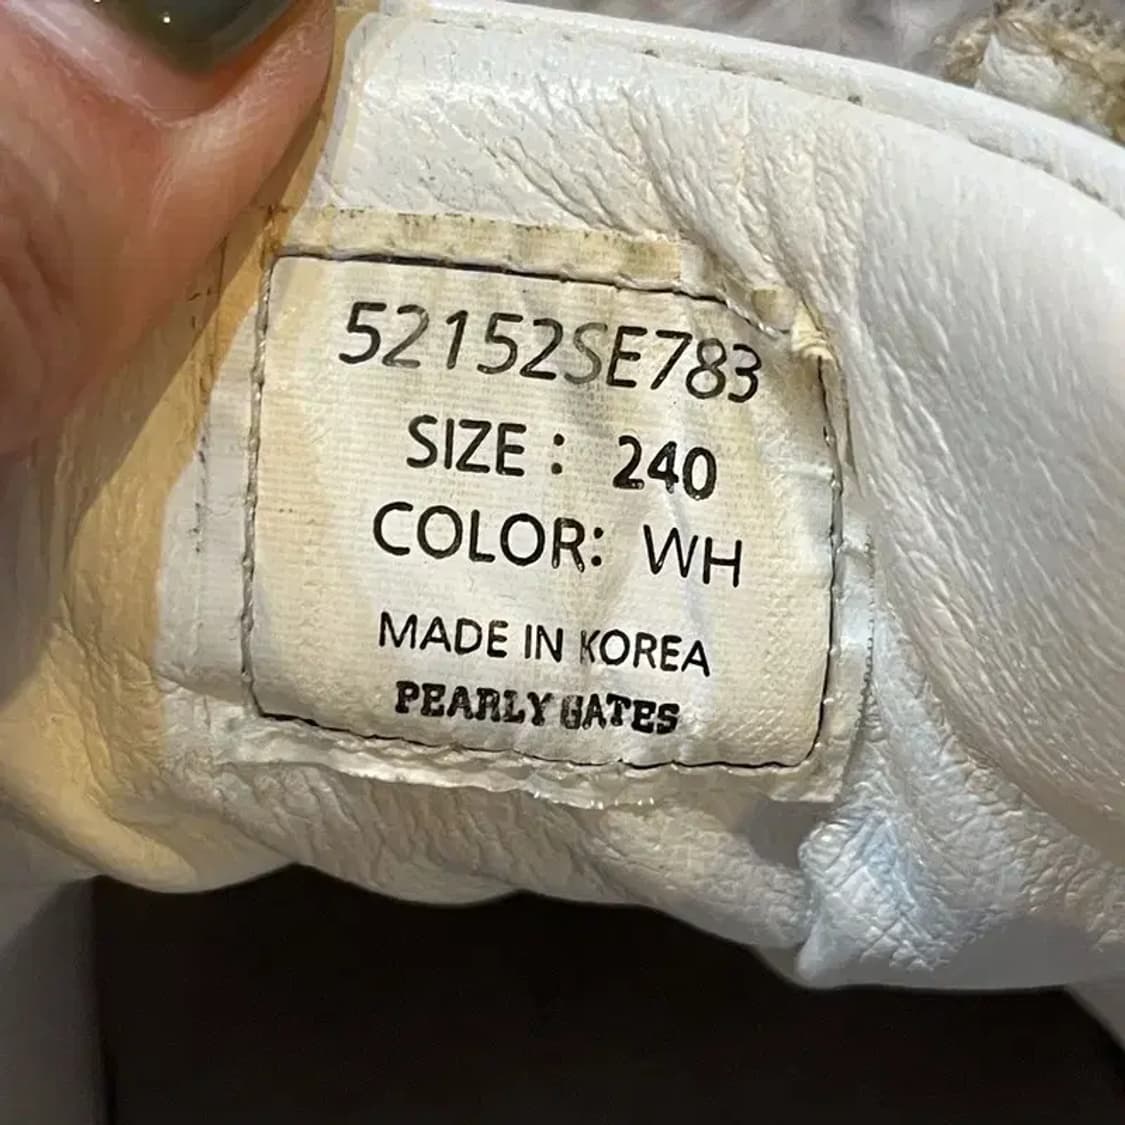 52152SE783
SIZE : 240
COLOR: WH
MADE IN KOREA
PEARLY GATES